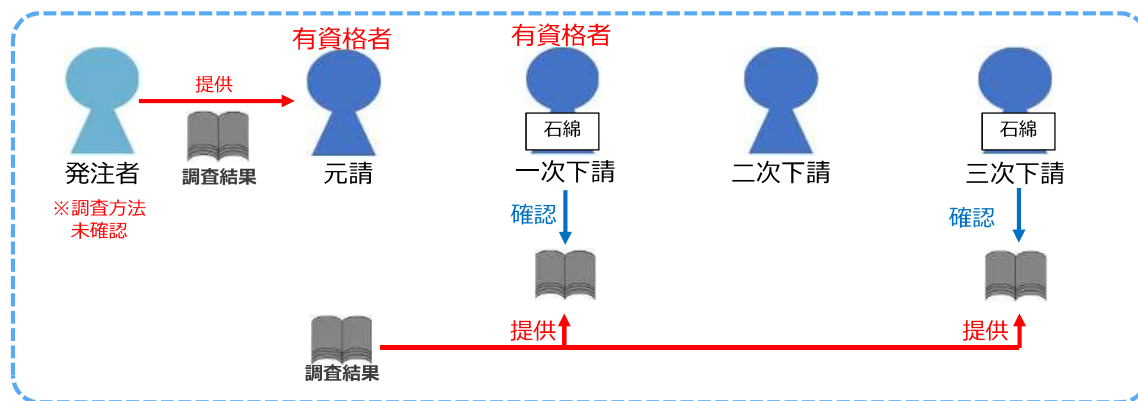 有資格者
有資格者
提供
石綿
石綿
発注者
調査結果
元請
一次下請
二次下請
三次下請
※調査方法
未確認
確認
確認
提供
提供
調査結果